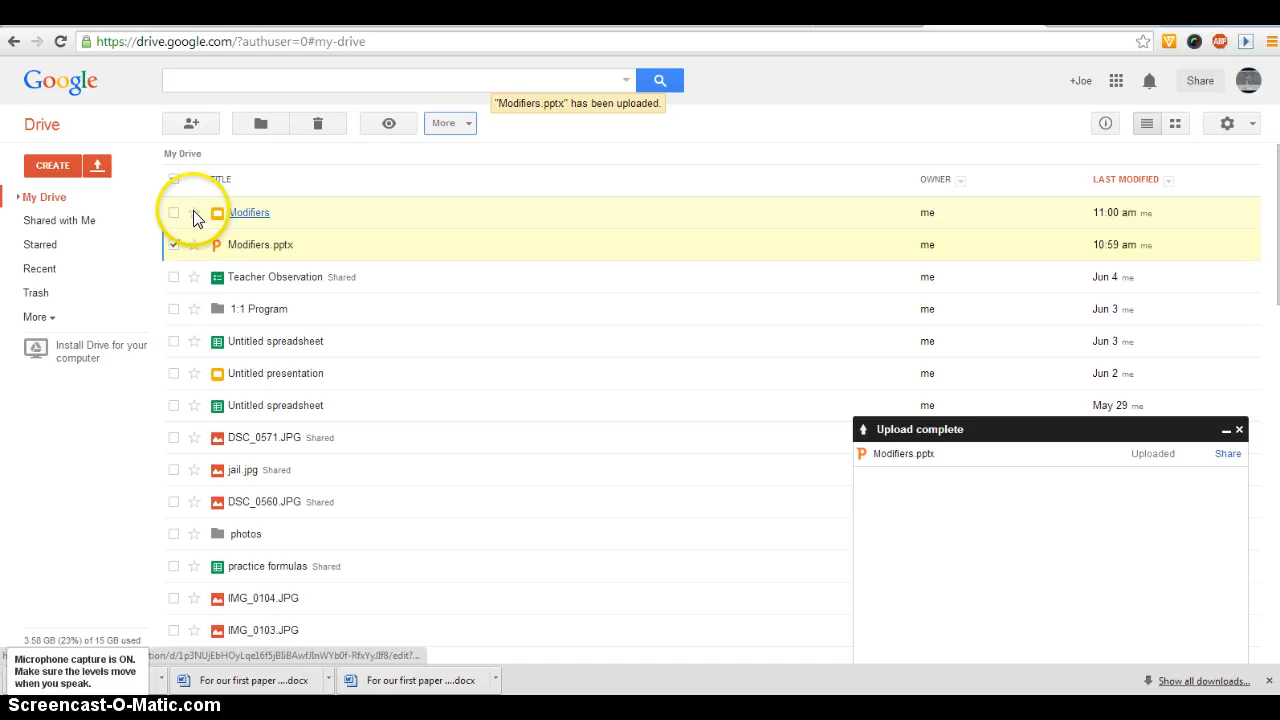 https://drive.google.com/?authuser=0#my-drive
Google
+Joe
Share
"Modifiers.pptx" has been uploaded.
Drive
More
My Drive
CREATE
TITLE
OWNER
LAST MODIFIED
My Drive
Modifiers
me
11:00 am me
Shared with Me
Modifiers.pptx
me
10:59 am me
Starred
Recent
Teacher Observation Shared
me
Jun 4 me
Trash
1:1 Program
me
Jun 3 me
More
Install Drive for your
computer
Untitled spreadsheet
me
Jun 3 me
Untitled presentation
me
Jun 2 me
Untitled spreadsheet
me
May 29 me
DSC_0571.JPG Shared
jail.jpg Shared
DSC_0560.JPG Shared
photos
practice formulas Shared
IMG_0104.JPG
IMG_0103.JPG
Upload complete
Modifiers.pptx
Uploaded
Share
3.58 GB (23%) of 15 GB used
Microphone capture is ON.
Make sure the levels move
when you speak.
For our first paper ....docx
For our first paper ....docx
Show all downloads...
Screencast-O-Matic.com